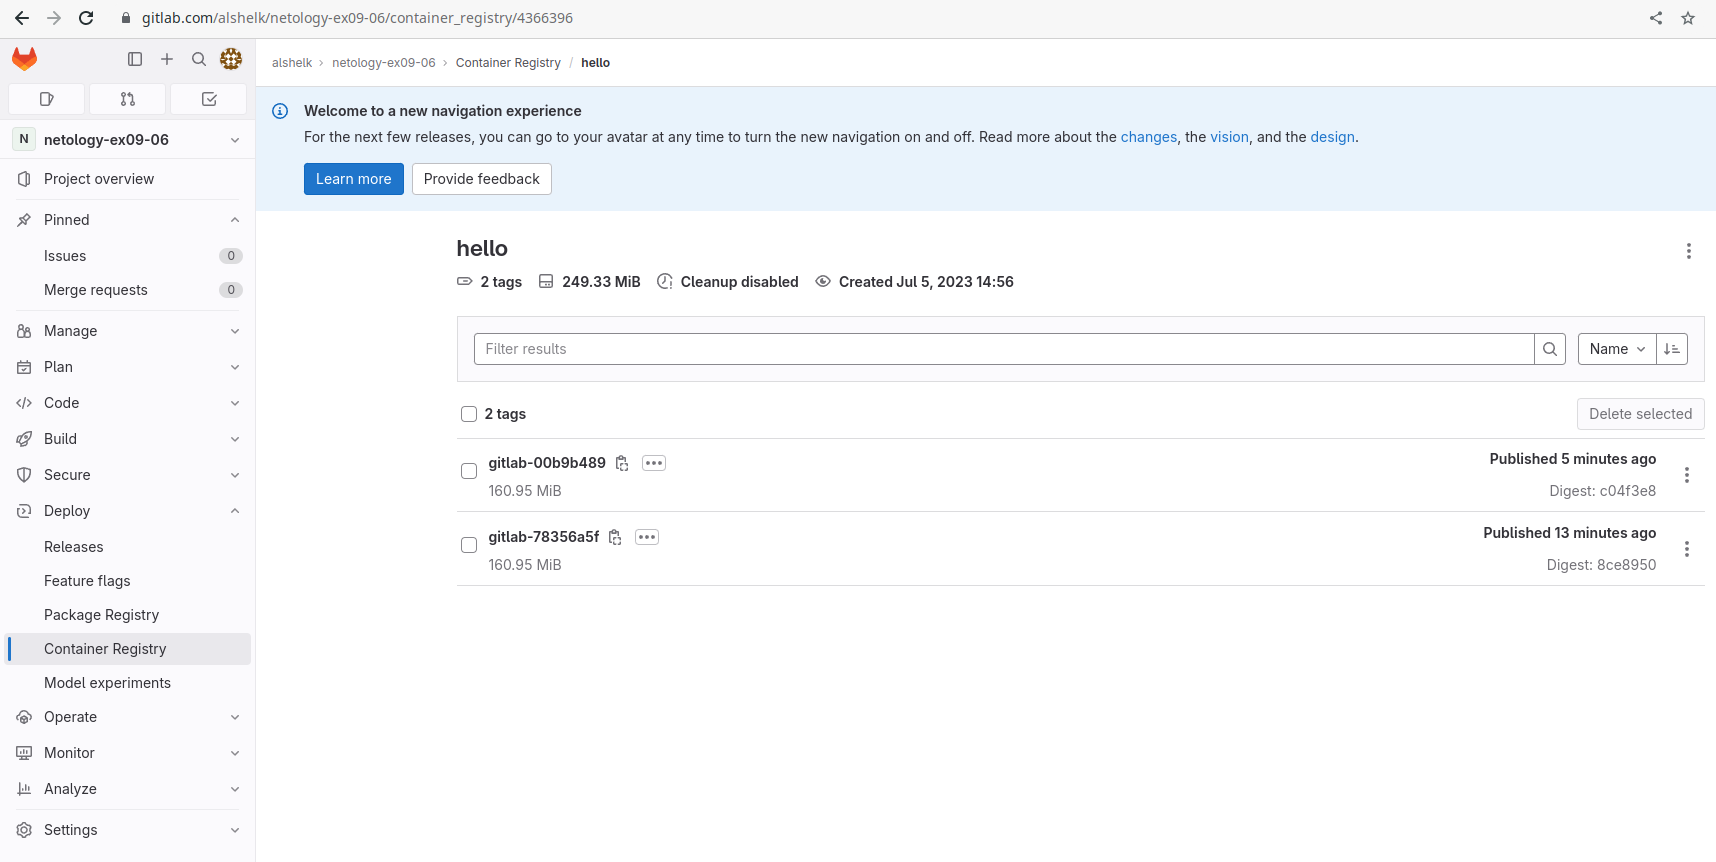 gitlab.com/alshelk/netology-ex09-06/container_registry/4366396
N netology-ex09-06
Project overview
Pinned
Issues 0
Merge requests 0
Manage
Plan
Code
Build
Secure
Deploy
Releases
Feature flags
Package Registry
Container Registry
Model experiments
Operate
Monitor
Analyze
Settings
alshelk › netology-ex09-06 › Container Registry / hello
Welcome to a new navigation experience
For the next few releases, you can go to your avatar at any time to turn the new navigation on and off. Read more about the changes, the vision, and the design.
Learn more Provide feedback
hello
2 tags 249.33 MiB Cleanup disabled Created Jul 5, 2023 14:56
Filter results Name
2 tags Delete selected
gitlab-00b9b489 Published 5 minutes ago
160.95 MiB Digest: c04f3e8
gitlab-78356a5f Published 13 minutes ago
160.95 MiB Digest: 8ce8950